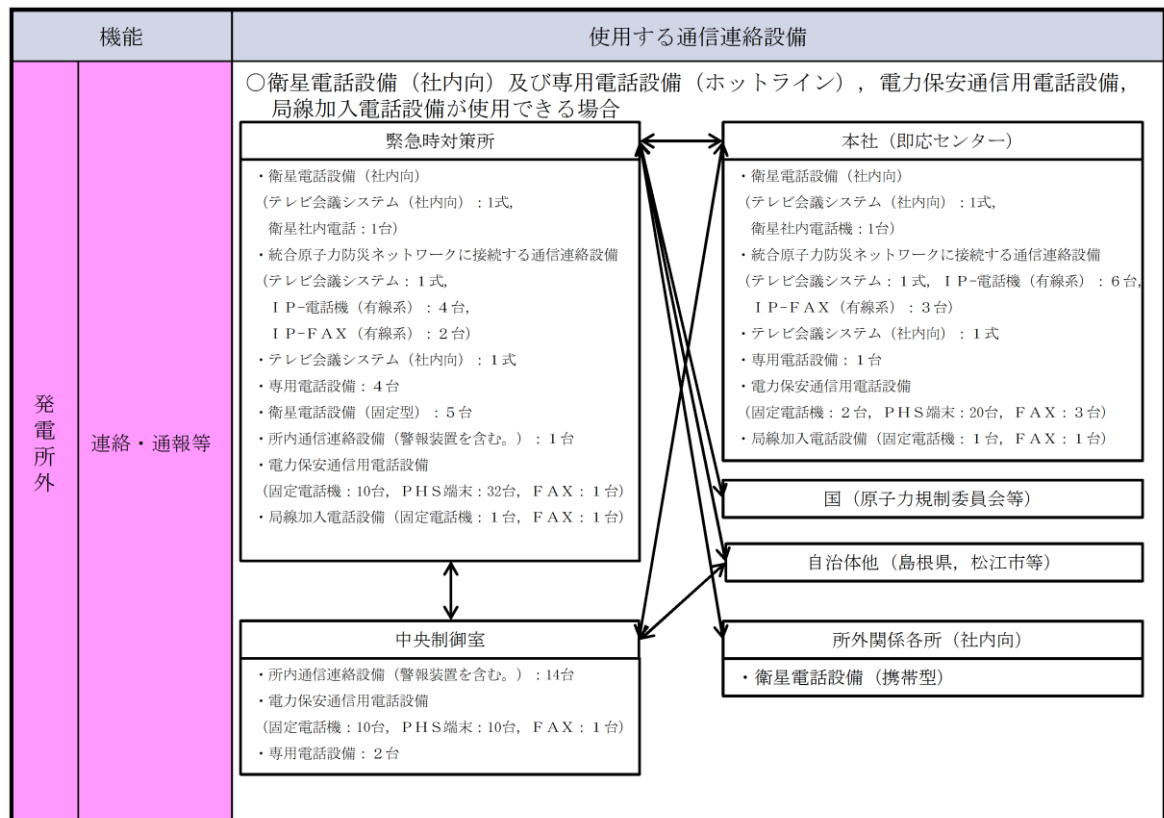 機能
使用する通信連絡設備
発電所外
連絡・通報等
○衛星電話設備（社内向）及び専用電話設備（ホットライン），電力保安通信用電話設備，
局線加入電話設備が使用できる場合
緊急時対策所
・衛星電話設備（社内向）
（テレビ会議システム（社内向）：1式，
衛星社内電話：1台）
・統合原子力防災ネットワークに接続する通信連絡設備
（テレビ会議システム：１式，
ＩＰ-電話機（有線系）：４台，
ＩＰ-ＦＡＸ（有線系）：２台）
・テレビ会議システム（社内向）：１式
・専用電話設備：４台
・衛星電話設備（固定型）：５台
・所内通信連絡設備（警報装置を含む。）：１台
・電力保安通信用電話設備
（固定電話機：10台，ＰＨＳ端末：32台，ＦＡＸ：１台）
・局線加入電話設備（固定電話機：１台，ＦＡＸ：１台）
本社（即応センター）
・衛星電話設備（社内向）
（テレビ会議システム（社内向）：1式，
衛星社内電話機：1台）
・統合原子力防災ネットワークに接続する通信連絡設備
（テレビ会議システム：１式，ＩＰ-電話機（有線系）：６台，
ＩＰ-ＦＡＸ（有線系）：３台）
・テレビ会議システム（社内向）：１式
・専用電話設備：１台
・電力保安通信用電話設備
（固定電話機：２台，ＰＨＳ端末：20台，ＦＡＸ：３台）
・局線加入電話設備（固定電話機：１台，ＦＡＸ：１台）
国（原子力規制委員会等）
自治体他（島根県，松江市等）
中央制御室
・所内通信連絡設備（警報装置を含む。）：14台
・電力保安通信用電話設備
（固定電話機：10台，ＰＨＳ端末：10台，ＦＡＸ：１台）
・専用電話設備：２台
所外関係各所（社内向）
・衛星電話設備（携帯型）